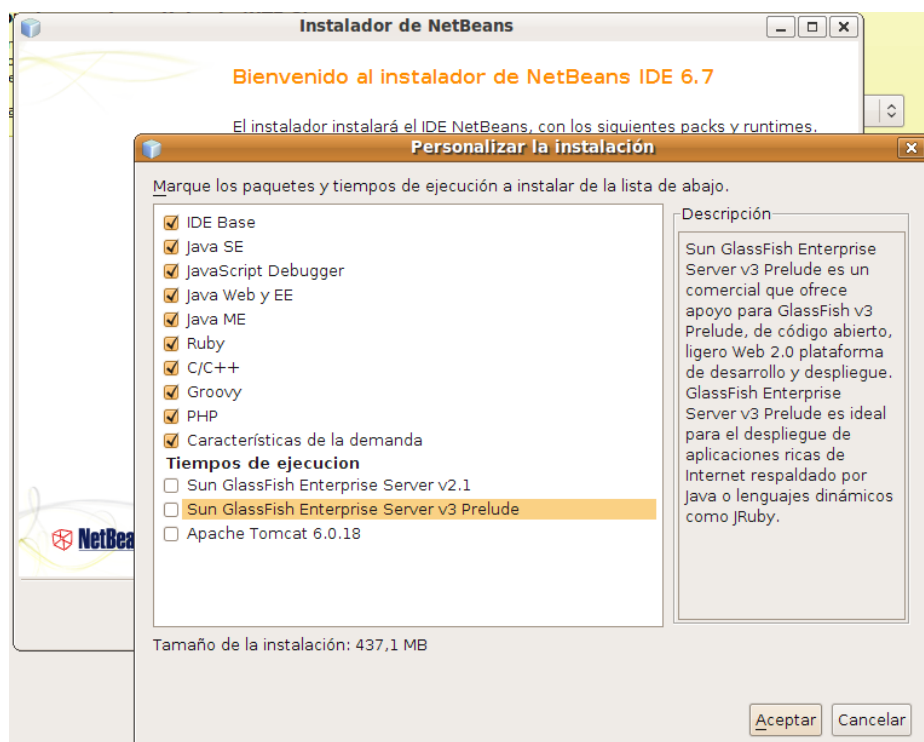 Instalador de NetBeans
Bienvenido al instalador de NetBeans IDE 6.7
El instalador instalará el IDE NetBeans, con los siguientes packs y runtimes.
Personalizar la instalación
Marque los paquetes y tiempos de ejecución a instalar de la lista de abajo.
IDE Base
Java SE
JavaScript Debugger
Java Web y EE
Java ME
Ruby
C/C++
Groovy
PHP
Características de la demanda
Tiempos de ejecucion
Sun GlassFish Enterprise Server v2.1
Sun GlassFish Enterprise Server v3 Prelude
Apache Tomcat 6.0.18
Descripción
Sun GlassFish Enterprise
Server v3 Prelude es un
comercial que ofrece
apoyo para GlassFish v3
Prelude, de código abierto,
ligero Web 2.0 plataforma
de desarrollo y despliegue.
GlassFish Enterprise
Server v3 Prelude es ideal
para el despliegue de
aplicaciones ricas de
Internet respaldado por
Java o lenguajes dinámicos
como JRuby.
NetBea
Tamaño de la instalación: 437,1 MB
Aceptar
Cancelar